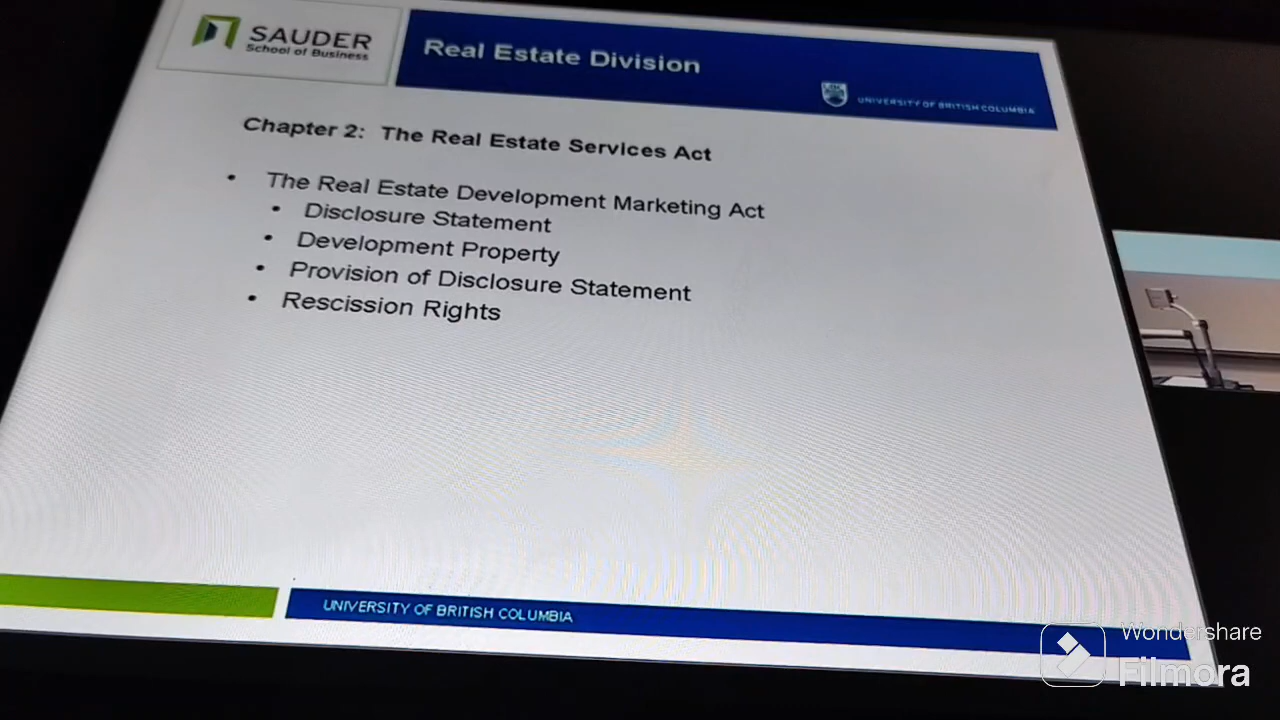 SAUDER
School of Business
Real Estate Division
UNIVERSITY OF BRITISH COLUMBIA
Chapter 2: The Real Estate Services Act
• The Real Estate Development Marketing Act
• Disclosure Statement
• Development Property
• Provision of Disclosure Statement
• Rescission Rights
UNIVERSITY OF BRITISH COLUMBIA
Wondershare
Filmora